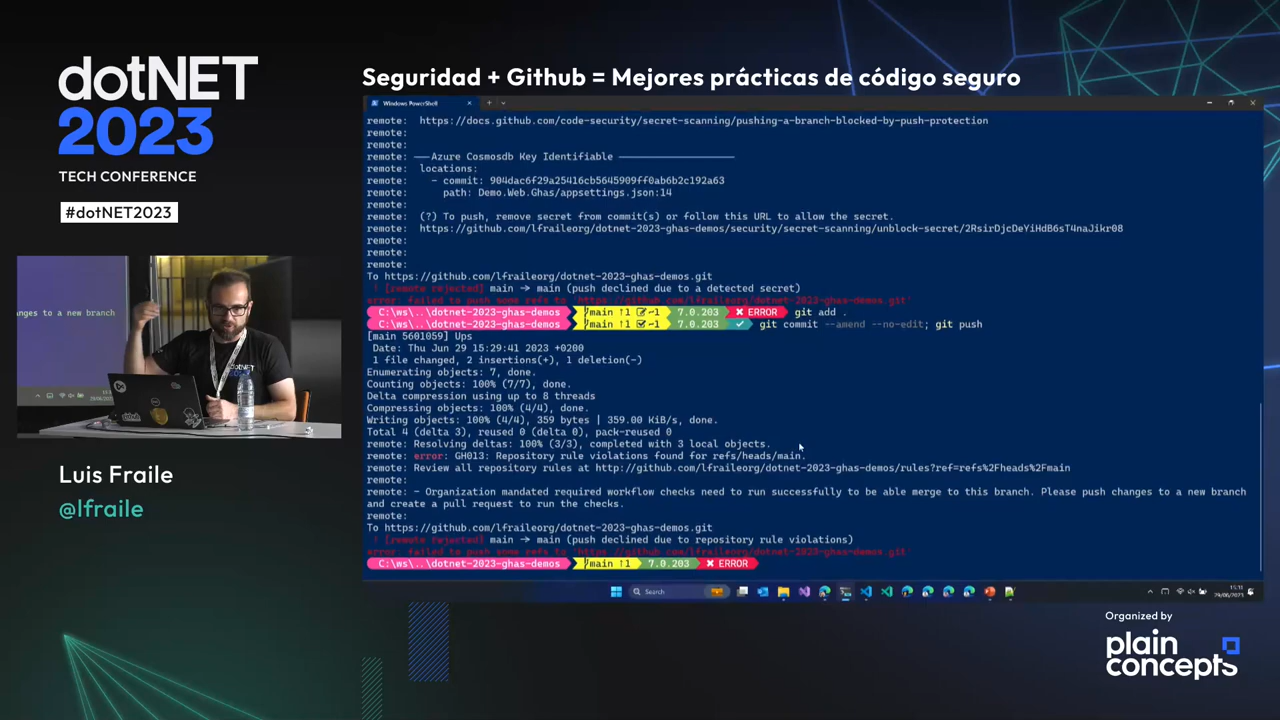 dotNET
2023
TECH CONFERENCE
#dotNET2023
Seguridad + Github = Mejores prácticas de código seguro
Windows PowerShell
remote: https://docs.github.com/code-security/secret-scanning/pushing-a-branch-blocked-by-push-protection
remote:
remote:
remote: ——Azure Cosmosdb Key Identifiable ——————————————
remote: locations:
remote: - commit: 904dac6f29a25416cb5645909ff0ab6b2c192a63
remote: path: Demo.Web.Ghas/appsettings.json:14
remote:
remote: (?) To push, remove secret from commit(s) or follow this URL to allow the secret.
remote: https://github.com/lfraileorg/dotnet-2023-ghas-demos/security/secret-scanning/unblock-secret/2RsirDjcDeYiHdB6sT4naJikr08
remote:
remote:
remote:
To https://github.com/lfraileorg/dotnet-2023-ghas-demos.git
! [remote rejected] main -> main (push declined due to a detected secret)
error: failed to push some refs to 'https://github.com/lfraileorg/dotnet-2023-ghas-demos.git'
C:\ws\..\dotnet-2023-ghas-demos main ↑1 ~1 7.0.203 ✖ ERROR git add .
C:\ws\..\dotnet-2023-ghas-demos main ↑1 ~1 7.0.203 ✓ git commit --amend --no-edit; git push
[main 5601059] Ups
Date: Thu Jun 29 15:29:41 2023 +0200
1 file changed, 2 insertions(+), 1 deletion(-)
Enumerating objects: 7, done.
Counting objects: 100% (7/7), done.
Delta compression using up to 8 threads
Compressing objects: 100% (4/4), done.
Writing objects: 100% (4/4), 359 bytes | 359.00 KiB/s, done.
Total 4 (delta 3), reused 0 (delta 0), pack-reused 0
remote: Resolving deltas: 100% (3/3), completed with 3 local objects.
remote: error: GH013: Repository rule violations found for refs/heads/main.
remote: Review all repository rules at http://github.com/lfraileorg/dotnet-2023-ghas-demos/rules?ref=refs%2Fheads%2Fmain
remote:
remote: - Organization mandated required workflow checks need to run successfully to be able merge to this branch. Please push changes to a new branch
and create a pull request to run the checks.
remote:
To https://github.com/lfraileorg/dotnet-2023-ghas-demos.git
! [remote rejected] main -> main (push declined due to repository rule violations)
error: failed to push some refs to 'https://github.com/lfraileorg/dotnet-2023-ghas-demos.git'
C:\ws\..\dotnet-2023-ghas-demos main ↑1 7.0.203 ✖ ERROR
Search
29/06/2023
anges to a new branch
dotNET
Luis Fraile
@lfraile
Organized by
plain
concepts